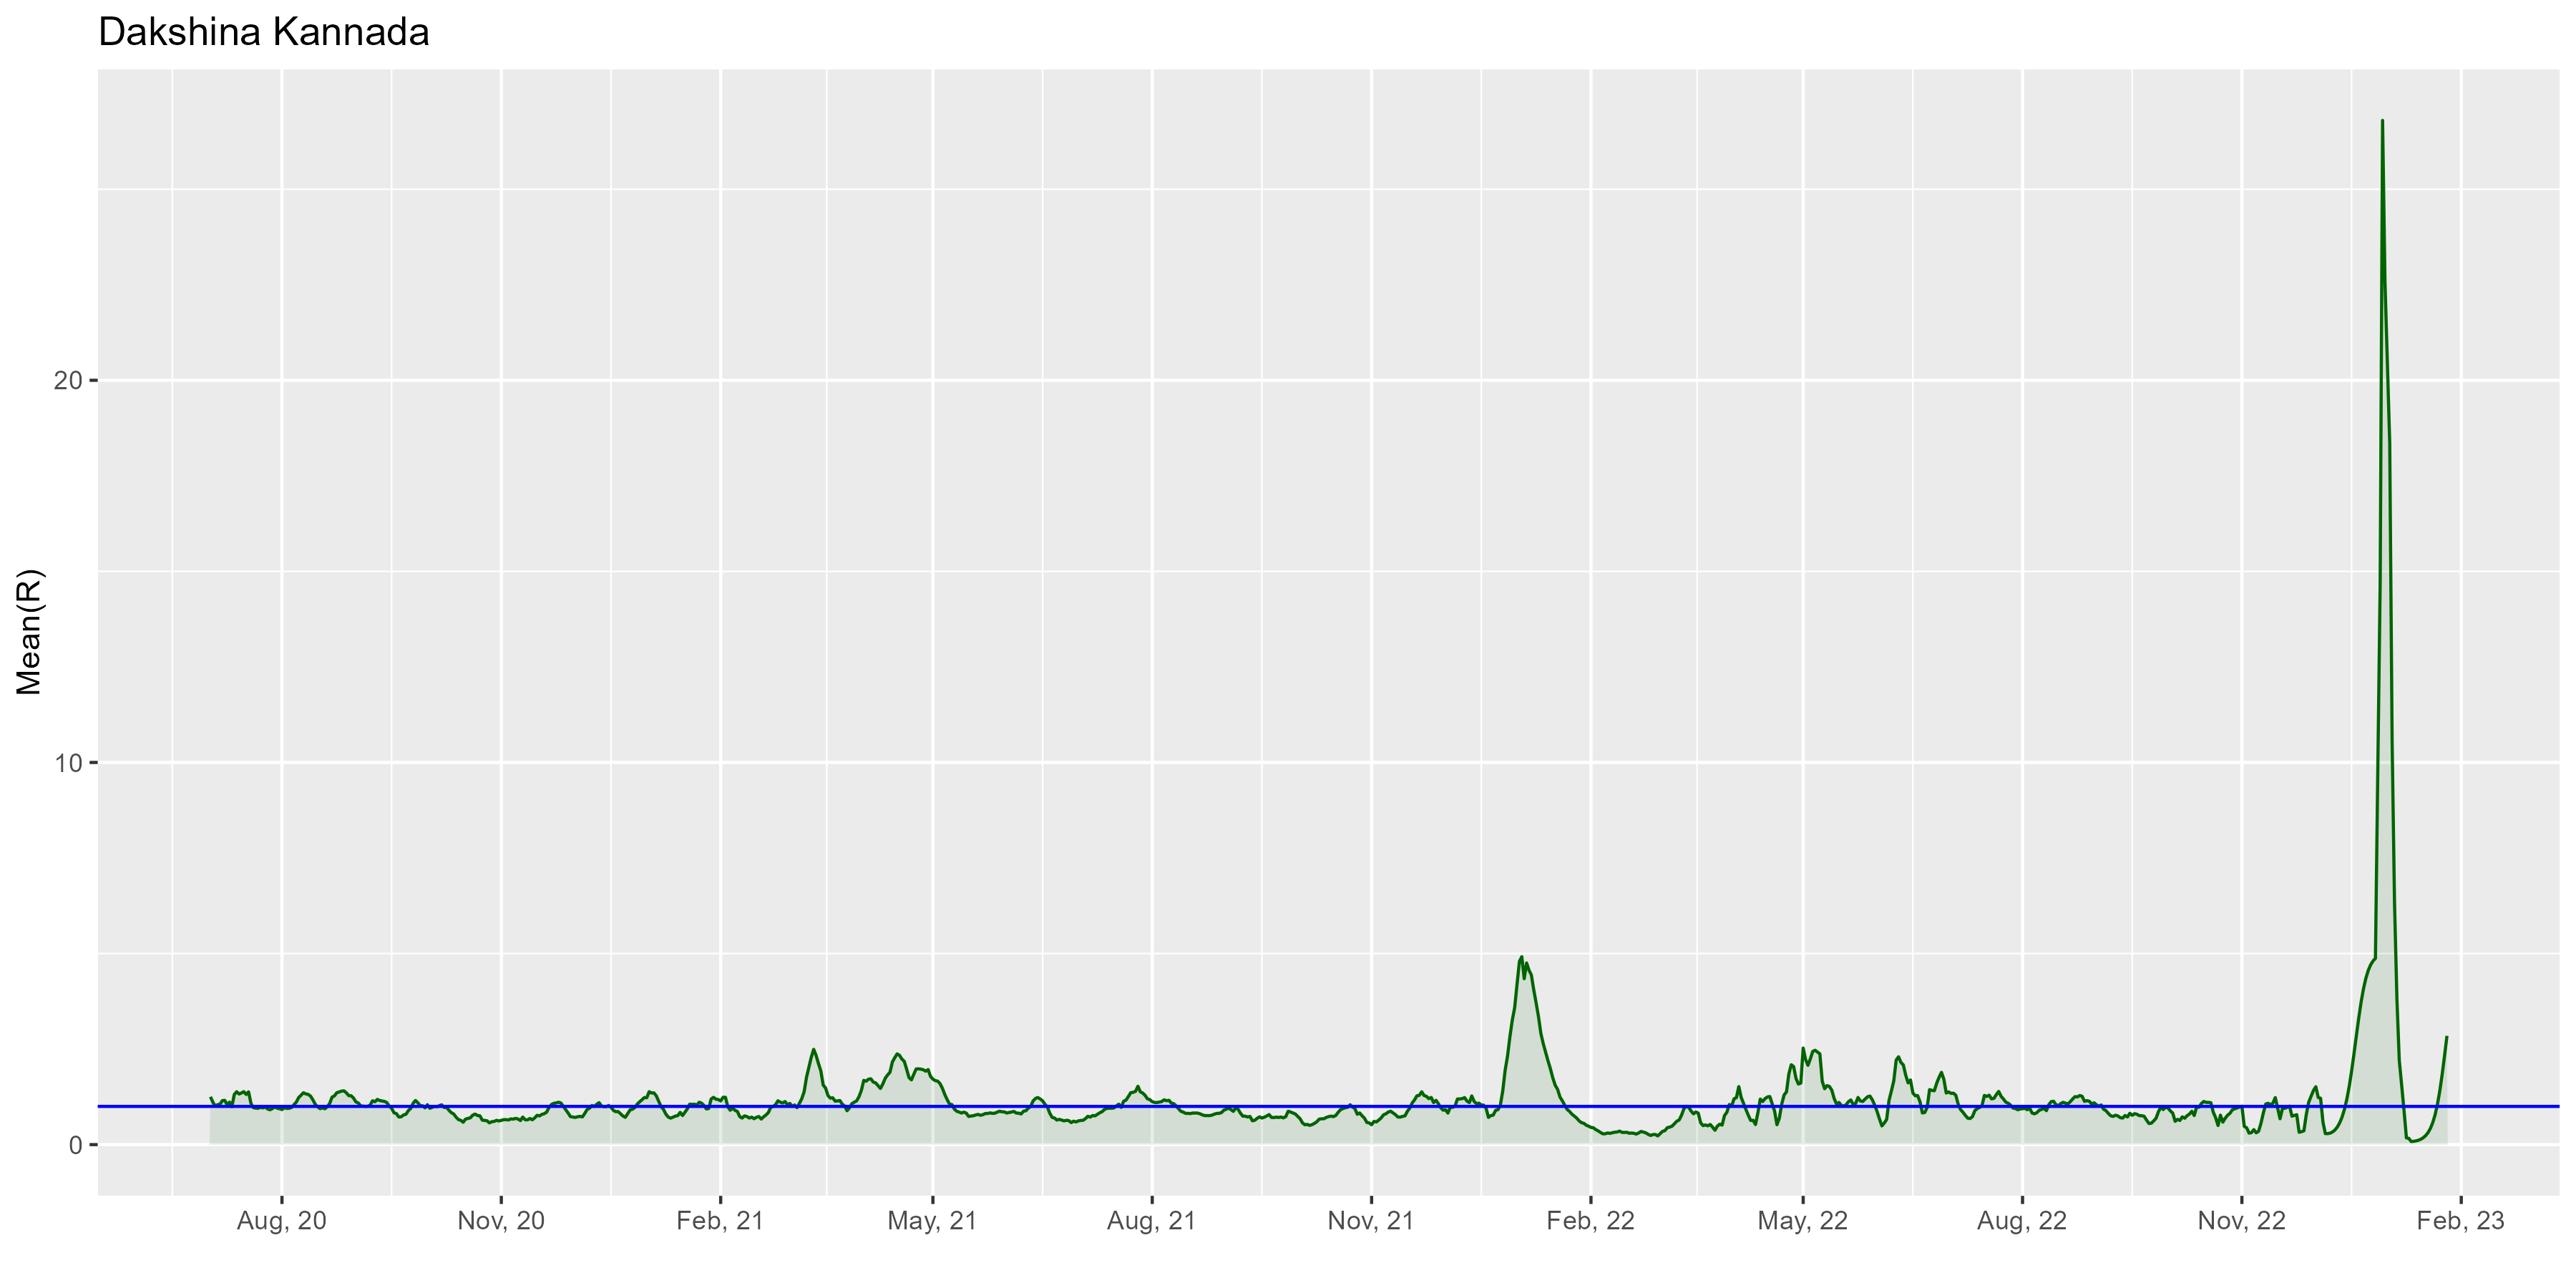 Dakshina Kannada
Mean(R)
20
10
0
Aug, 20 Nov, 20 Feb, 21 May, 21 Aug, 21 Nov, 21 Feb, 22 May, 22 Aug, 22 Nov, 22 Feb, 23